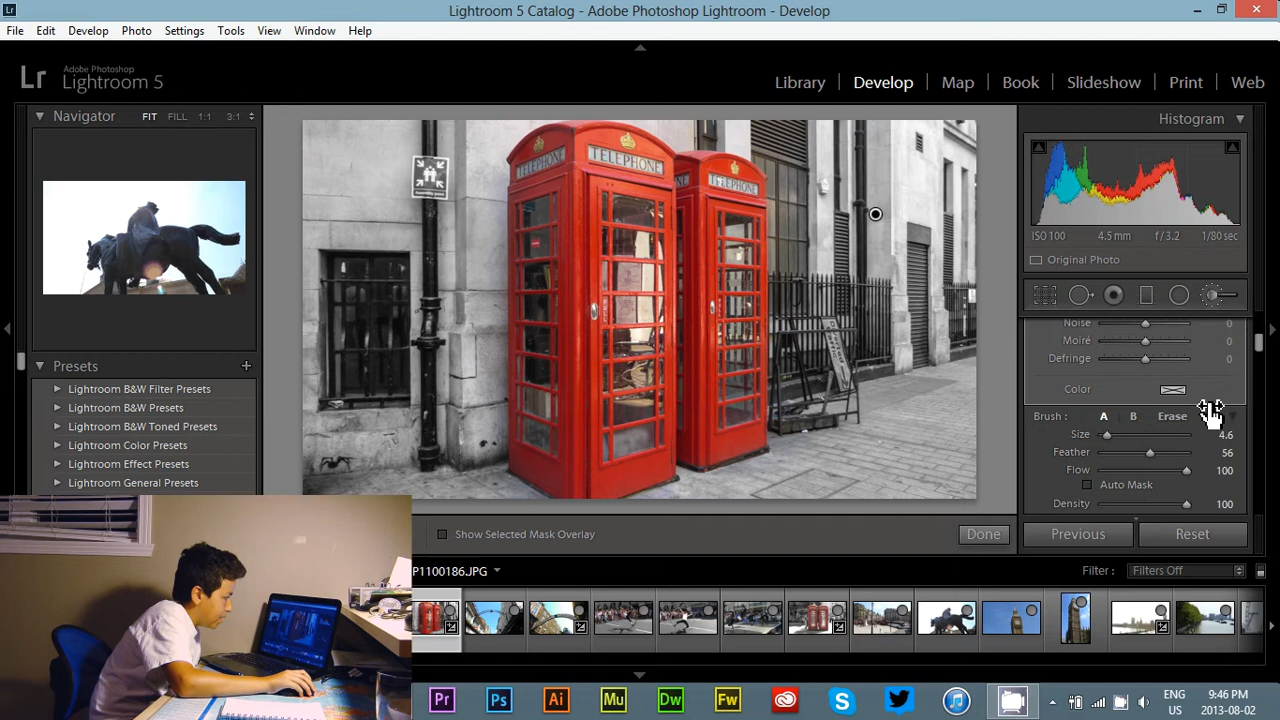 Lr
Lightroom 5 Catalog - Adobe Photoshop Lightroom - Develop
File Edit Develop Photo Settings Tools View Window Help
Lr
Adobe Photoshop
Lightroom 5
Library
Develop
Map
Book
Slideshow
Print
Web
Navigator
FIT
FILL
1:1
3:1
Histogram
ISO 100
4.5 mm
f / 3.2
1/80 sec
Original Photo
Presets
Lightroom B&W Filter Presets
Lightroom B&W Presets
Lightroom B&W Toned Presets
Lightroom Color Presets
Lightroom Effect Presets
Lightroom General Presets
TELEPHONE
TELEPHONE
TELEPHONE
Assembly point
Noise 0
Moiré 0
Defringe 0
Color
Brush : A B Erase
Size 4.6
Feather 56
Flow 100
Auto Mask
Density 100
Show Selected Mask Overlay
Done
Previous
Reset
P1100186.JPG
Filter :
Filters Off
Pr
Ps
Ai
Mu
Dw
Fw
ENG
US
9:46 PM
2013-08-02